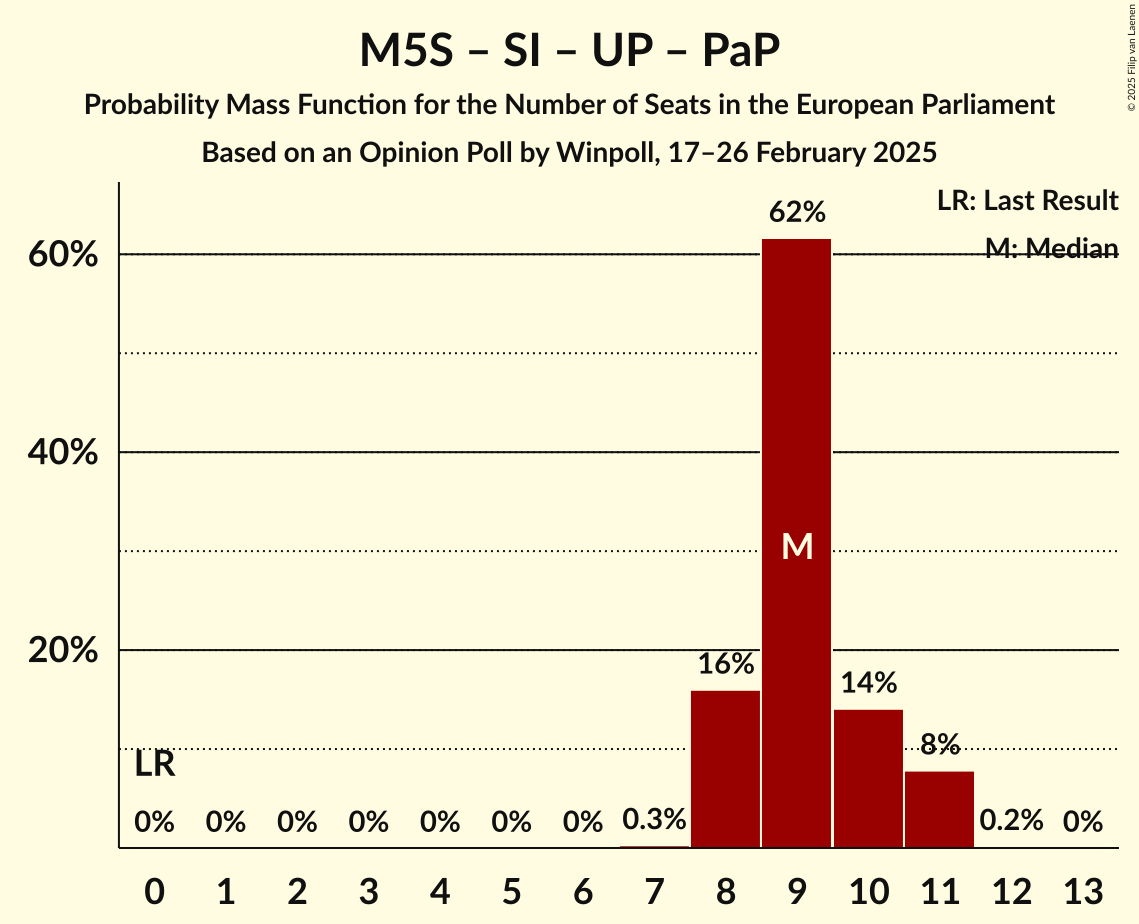 M5S – SI – UP – PaP
Probability Mass Function for the Number of Seats in the European Parliament
Based on an Opinion Poll by Winpoll, 17–26 February 2025
© 2025 Filip van Laenen
LR: Last Result
M: Median
62%
60%
40%
M
20%
16%
14%
8%
LR
0% 0% 0% 0% 0% 0% 0% 0.3% 0.2% 0%
0 1 2 3 4 5 6 7 8 9 10 11 12 13